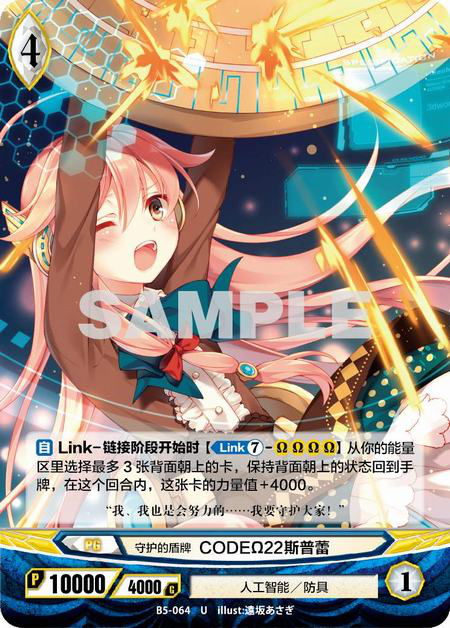 4
SAMPLE
自 Link-链接阶段开始时【Link⑦-ΩΩΩΩ】从你的能量
区里选择最多3张背面朝上的卡，保持背面朝上的状态回到手
牌，在这个回合内，这张卡的力量值+4000。
“我、我也是会努力的……我要守护大家！”
PG 守护的盾牌 CODEΩ22斯普蕾
P 10000 / 4000 G 人工智能／防具 1
B5-064 U illust:遠坂あさぎ